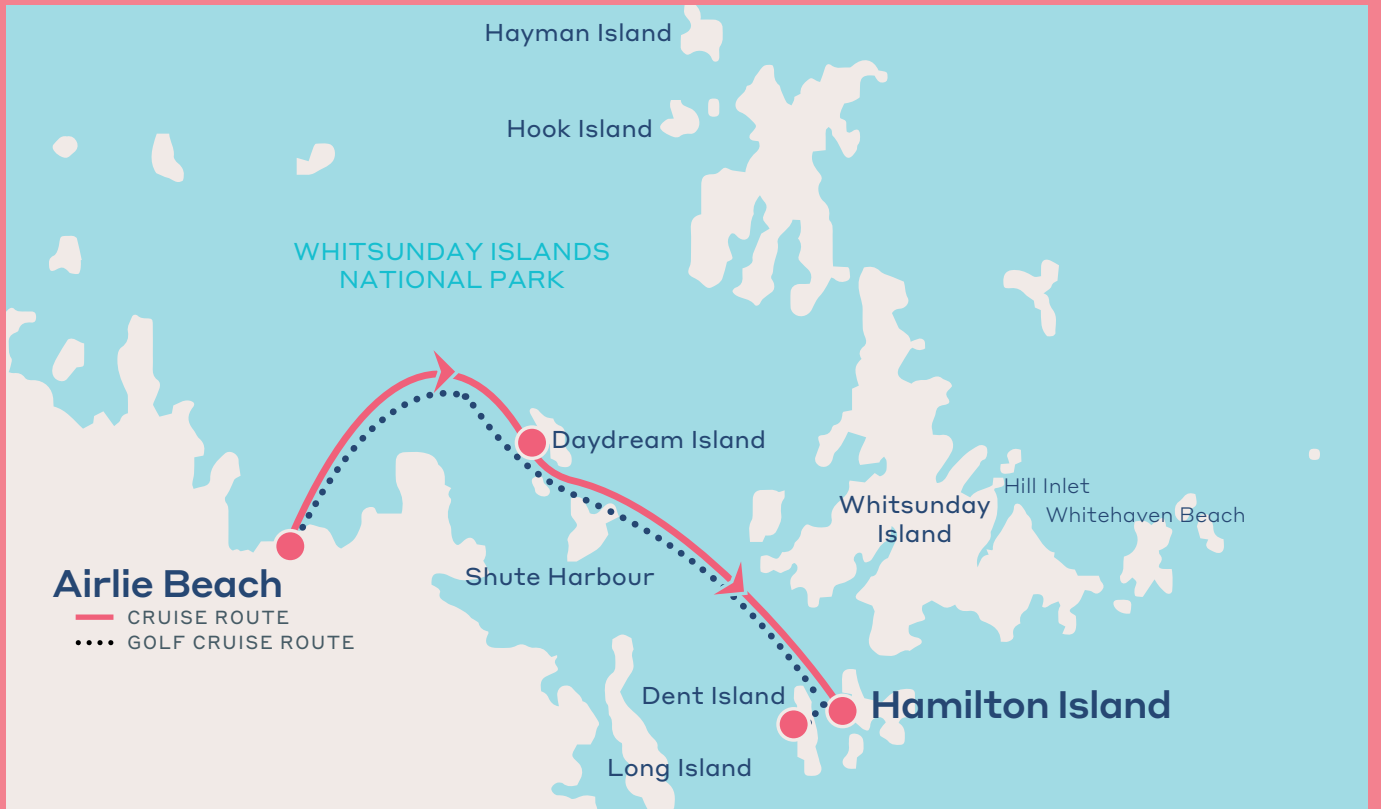 Hayman Island
Hook Island
WHITSUNDAY ISLANDS
NATIONAL PARK
Daydream Island
Hill Inlet
Whitsunday
Island
Whitehaven Beach
Shute Harbour
Airlie Beach
CRUISE ROUTE
GOLF CRUISE ROUTE
Dent Island
Hamilton Island
Long Island